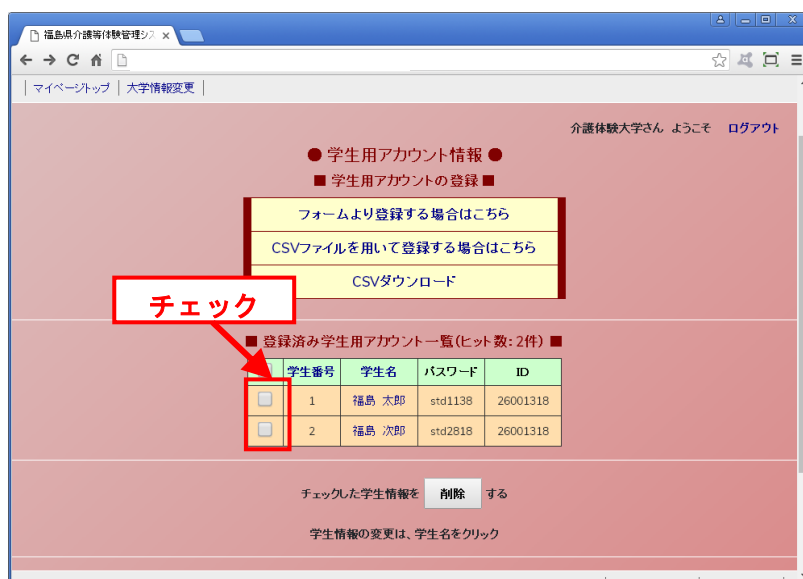 福島県介護等体験管理シス
マイページトップ | 大学情報変更 |
介護体験大学さん ようこそ ログアウト
● 学生用アカウント情報 ●
■ 学生用アカウントの登録 ■
フォームより登録する場合はこちら
CSVファイルを用いて登録する場合はこちら
CSVダウンロード
チェック
■ 登録済み学生用アカウント一覧(ヒット数:2件) ■
学生番号 学生名 パスワード ID
1 福島 太郎 std1138 26001318
2 福島 次郎 std2818 26001318
チェックした学生情報を 削除 する
学生情報の変更は、学生名をクリック